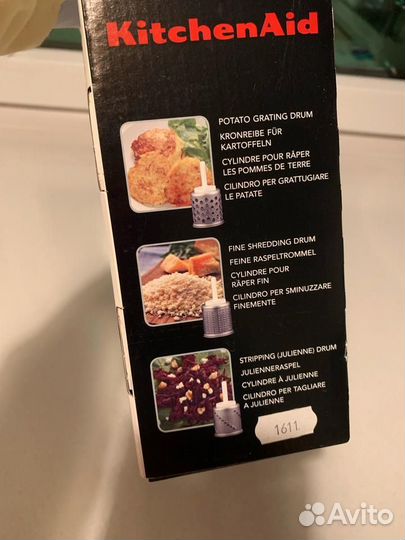 KitchenAid
POTATO GRATING DRUM
KRONREIBE FÜR
KARTOFFELN
CYLINDRE POUR RÂPER
LES POMMES DE TERRE
CILINDRO PER GRATTUGIARE
LE PATATE
FINE SHREDDING DRUM
FEINE RASPELTROMMEL
CYLINDRE POUR
RÂPER FIN
CILINDRO PER SMINUZZARE
FINEMENTE
STRIPPING (JULIENNE) DRUM
JULIENNERASPEL
CYLINDRE À JULIENNE
CILINDRO PER TAGLIARE
A JULIENNE
1611
Avito